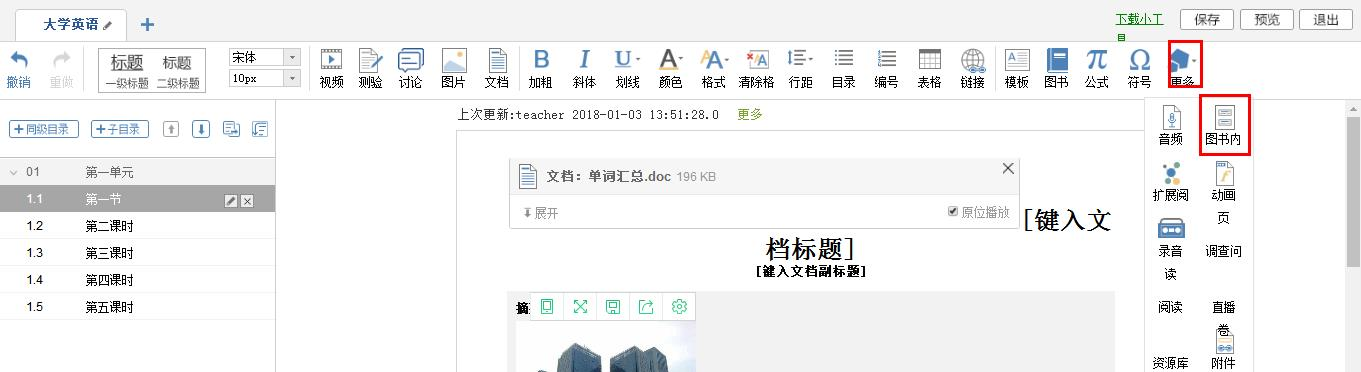 大学英语
下载小工具
保存 预览 退出
撤销 重做
标题 标题
一级标题 二级标题
宋体
10px
视频 测验 讨论 图片 文档
B I U A A
加粗 斜体 划线 颜色 格式 清除格 行距 目录 编号 表格 链接 模板 图书 公式 符号 更多
同级目录 子目录
上次更新:teacher 2018-01-03 13:51:28.0 更多
01 第一单元
1.1 第一节
1.2 第二课时
1.3 第三课时
1.4 第四课时
1.5 第五课时
文档：单词汇总.doc 196 KB
展开 原位播放
[键入文
档标题]
[键入文档副标题]
摘
音频 图书内
扩展阅 动画
页
录音 调查问
读
阅读 直播
卷
资源库 附件